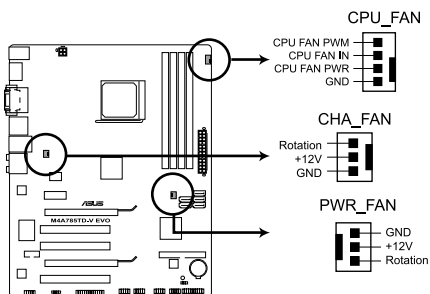 CPU_FAN
CPU FAN PWM
CPU FAN IN
CPU FAN PWR
GND
CHA_FAN
Rotation
+12V
GND
PWR_FAN
GND
+12V
Rotation
ASUS
M4A785TD-V EVO